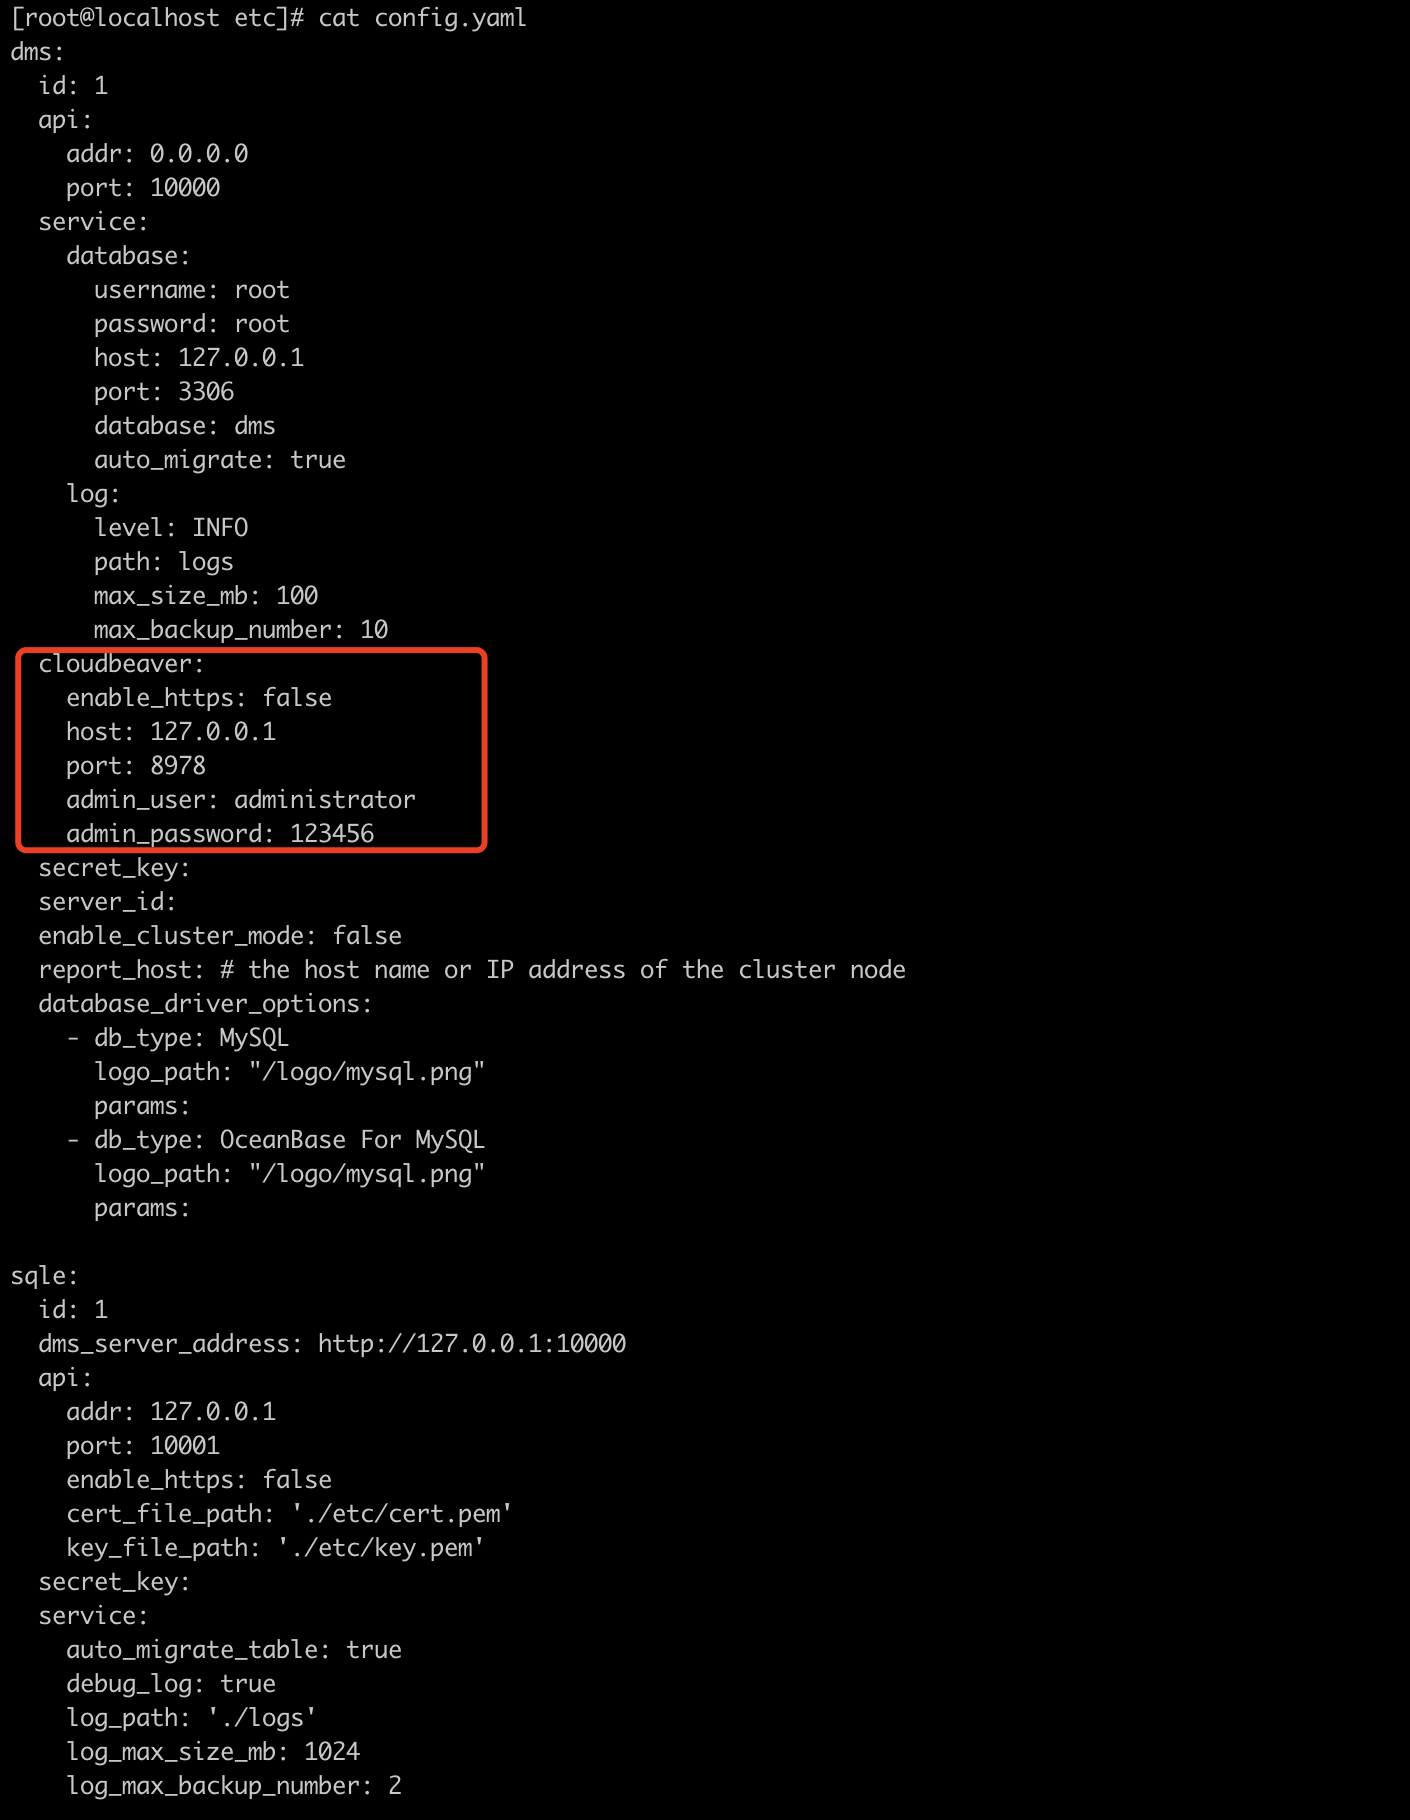 [root@localhost etc]# cat config.yaml
dms:
  id: 1
  api:
    addr: 0.0.0.0
    port: 10000
  service:
    database:
      username: root
      password: root
      host: 127.0.0.1
      port: 3306
      database: dms
      auto_migrate: true
    log:
      level: INFO
      path: logs
      max_size_mb: 100
      max_backup_number: 10
  cloudbeaver:
    enable_https: false
    host: 127.0.0.1
    port: 8978
    admin_user: administrator
    admin_password: 123456
  secret_key:
  server_id:
  enable_cluster_mode: false
  report_host: # the host name or IP address of the cluster node
  database_driver_options:
    - db_type: MySQL
      logo_path: "/logo/mysql.png"
      params:
    - db_type: OceanBase For MySQL
      logo_path: "/logo/mysql.png"
      params:

sqle:
  id: 1
  dms_server_address: http://127.0.0.1:10000
  api:
    addr: 127.0.0.1
    port: 10001
    enable_https: false
    cert_file_path: './etc/cert.pem'
    key_file_path: './etc/key.pem'
  secret_key:
  service:
    auto_migrate_table: true
    debug_log: true
    log_path: './logs'
    log_max_size_mb: 1024
    log_max_backup_number: 2